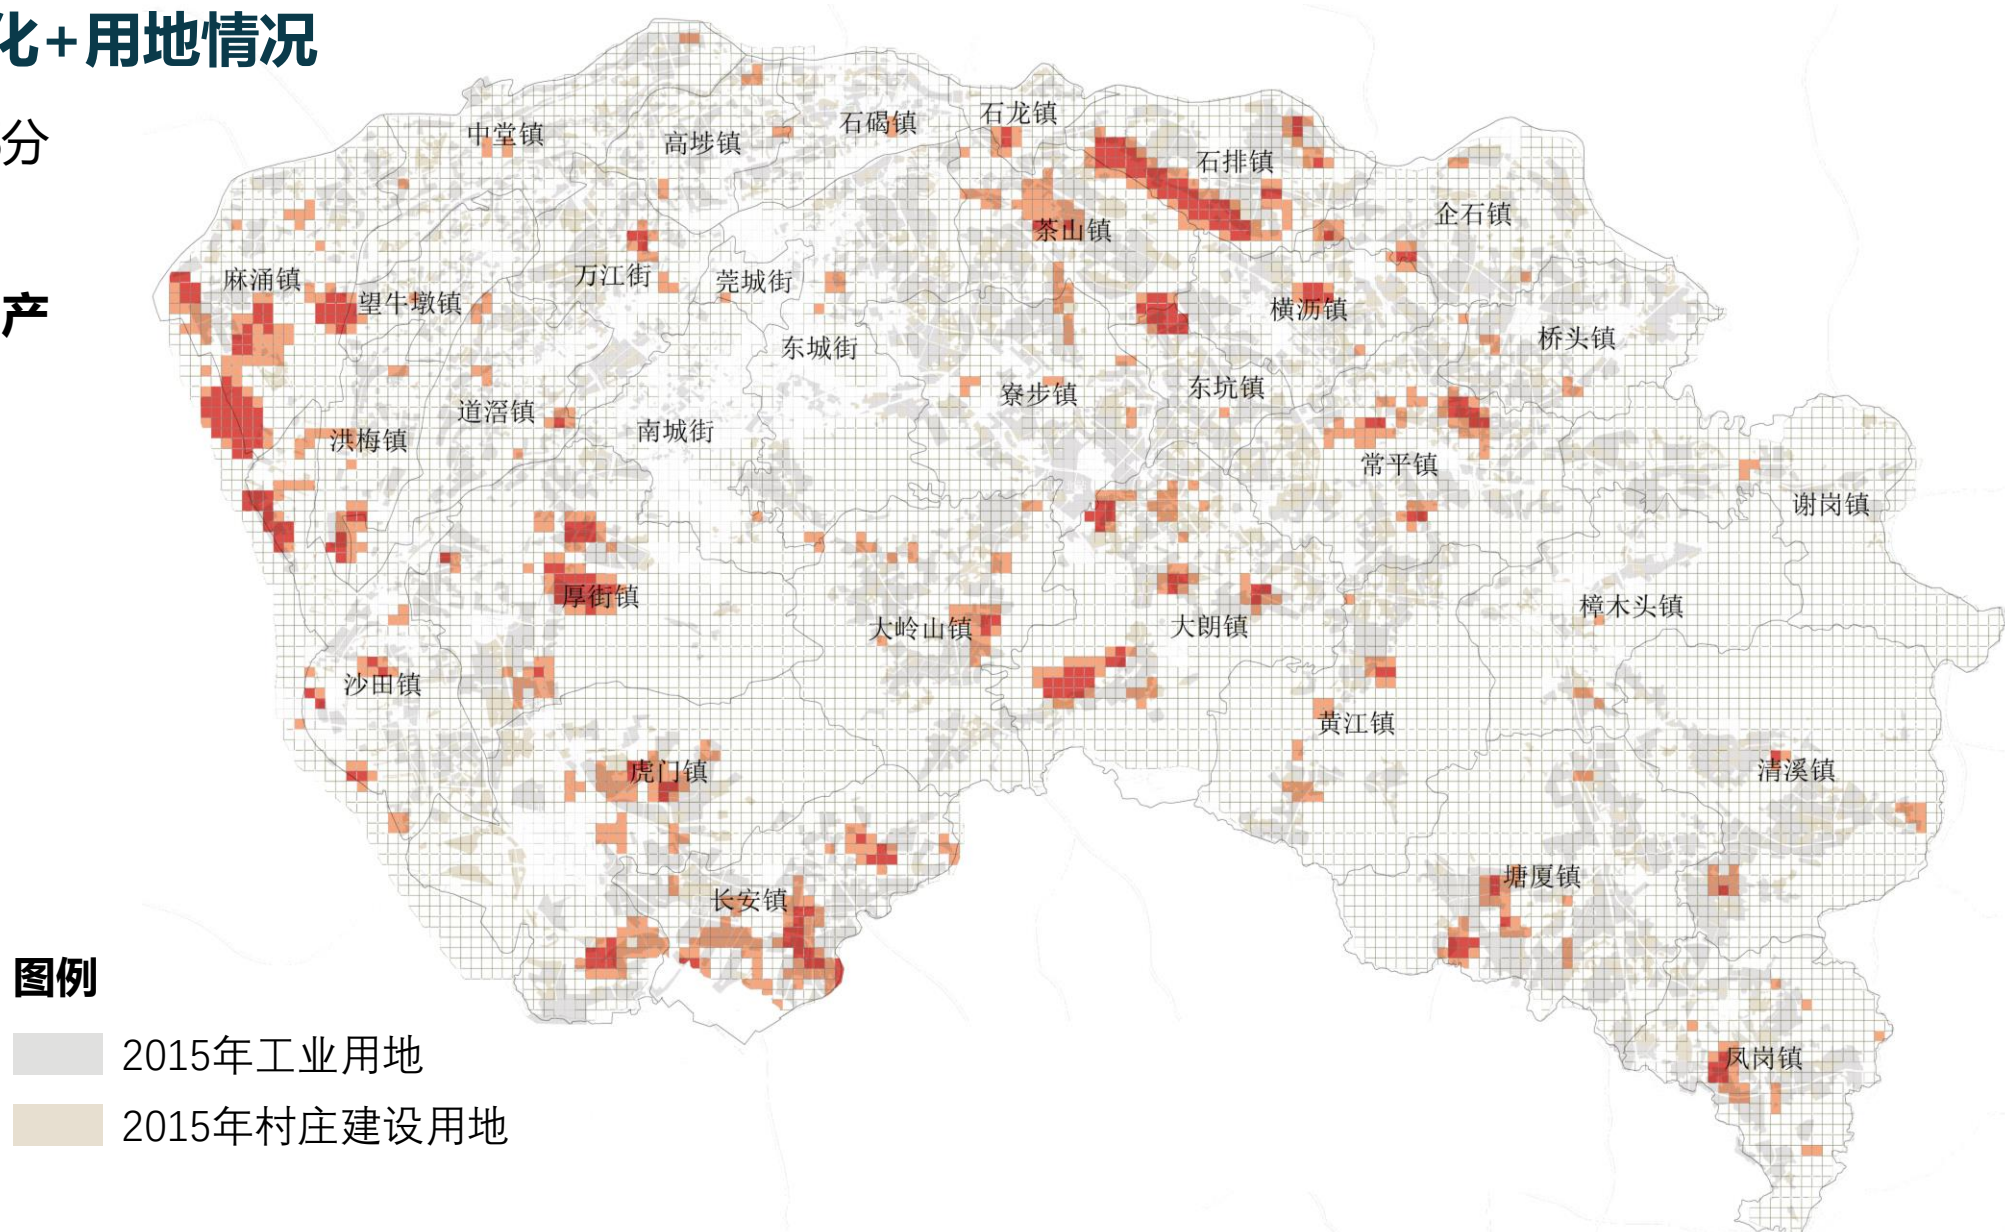 化+用地情况
分
产
石龙镇
中堂镇
高埗镇
石碣镇
石排镇
企石镇
茶山镇
麻涌镇
望牛墩镇
万江街
莞城街
横沥镇
桥头镇
东城街
寮步镇
东坑镇
道滘镇
南城街
洪梅镇
常平镇
谢岗镇
厚街镇
大岭山镇
大朗镇
樟木头镇
沙田镇
黄江镇
虎门镇
清溪镇
长安镇
塘厦镇
凤岗镇
图例
2015年工业用地
2015年村庄建设用地